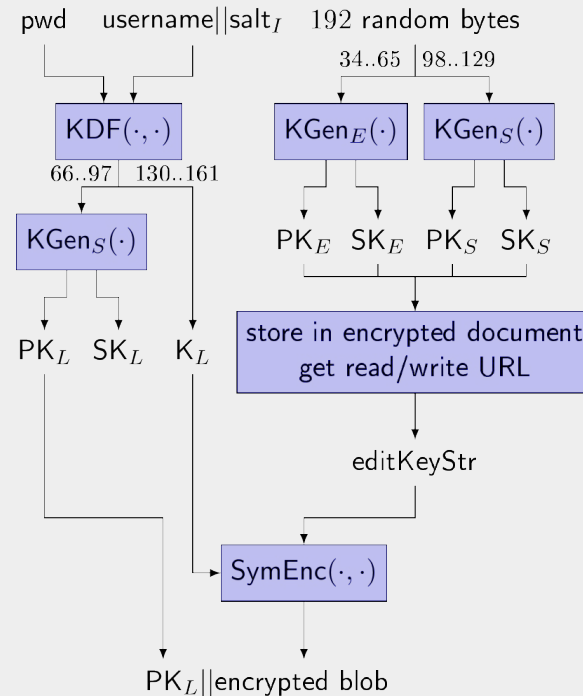 pwd username||salt_I 192 random bytes
34..65 98..129
KDF(·,·) KGen_E(·) KGen_S(·)
66..97 130..161
KGen_S(·) PK_E SK_E PK_S SK_S
PK_L SK_L K_L
store in encrypted document
get read/write URL
editKeyStr
SymEnc(·,·)
PK_L||encrypted blob